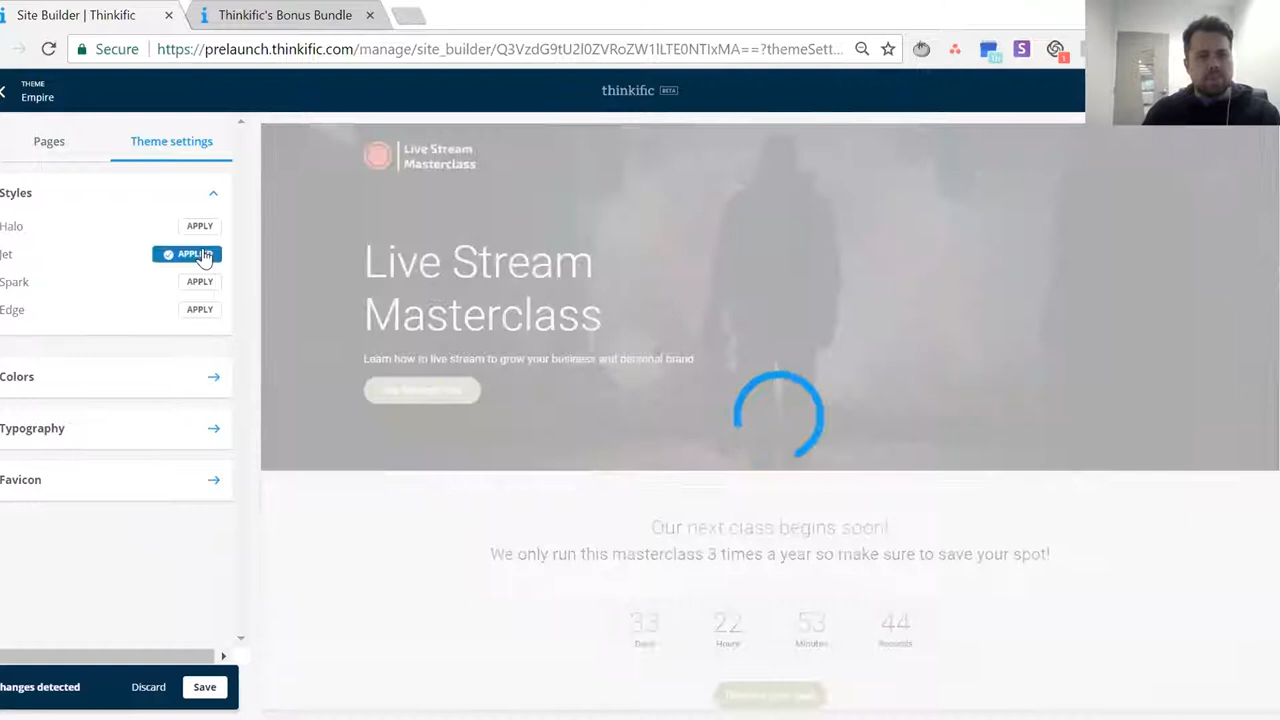 Site Builder | Thinkific
Thinkific's Bonus Bundle
Secure
https://prelaunch.thinkific.com/manage/site_builder/Q3VzdG9tU2l0ZVRoZW1lLTE0NTIxMA==?themeSett...
S
1
THEME
Empire
thinkific BETA
Pages
Theme settings
Styles
Halo
APPLY
Jet
Spark
APPLY
Edge
APPLY
Colors
Typography
Favicon
hanges detected
Discard
Save
Live Stream
Masterclass
Live Stream
Masterclass
Learn how to live stream to grow your business and personal brand
Our next class begins soon!
We only run this masterclass 3 times a year so make sure to save your spot!
33
22
53
44
Days
Hours
Minutes
Seconds